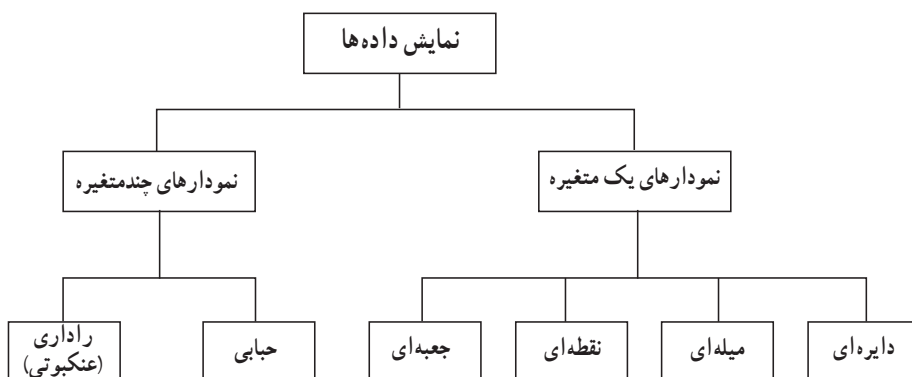 نمایش داده‌ها
نمودارهای یک متغیره
نمودارهای چندمتغیره
دایره‌ای
میله‌ای
نقطه‌ای
جعبه‌ای
حبابی
راداری
(عنکبوتی)